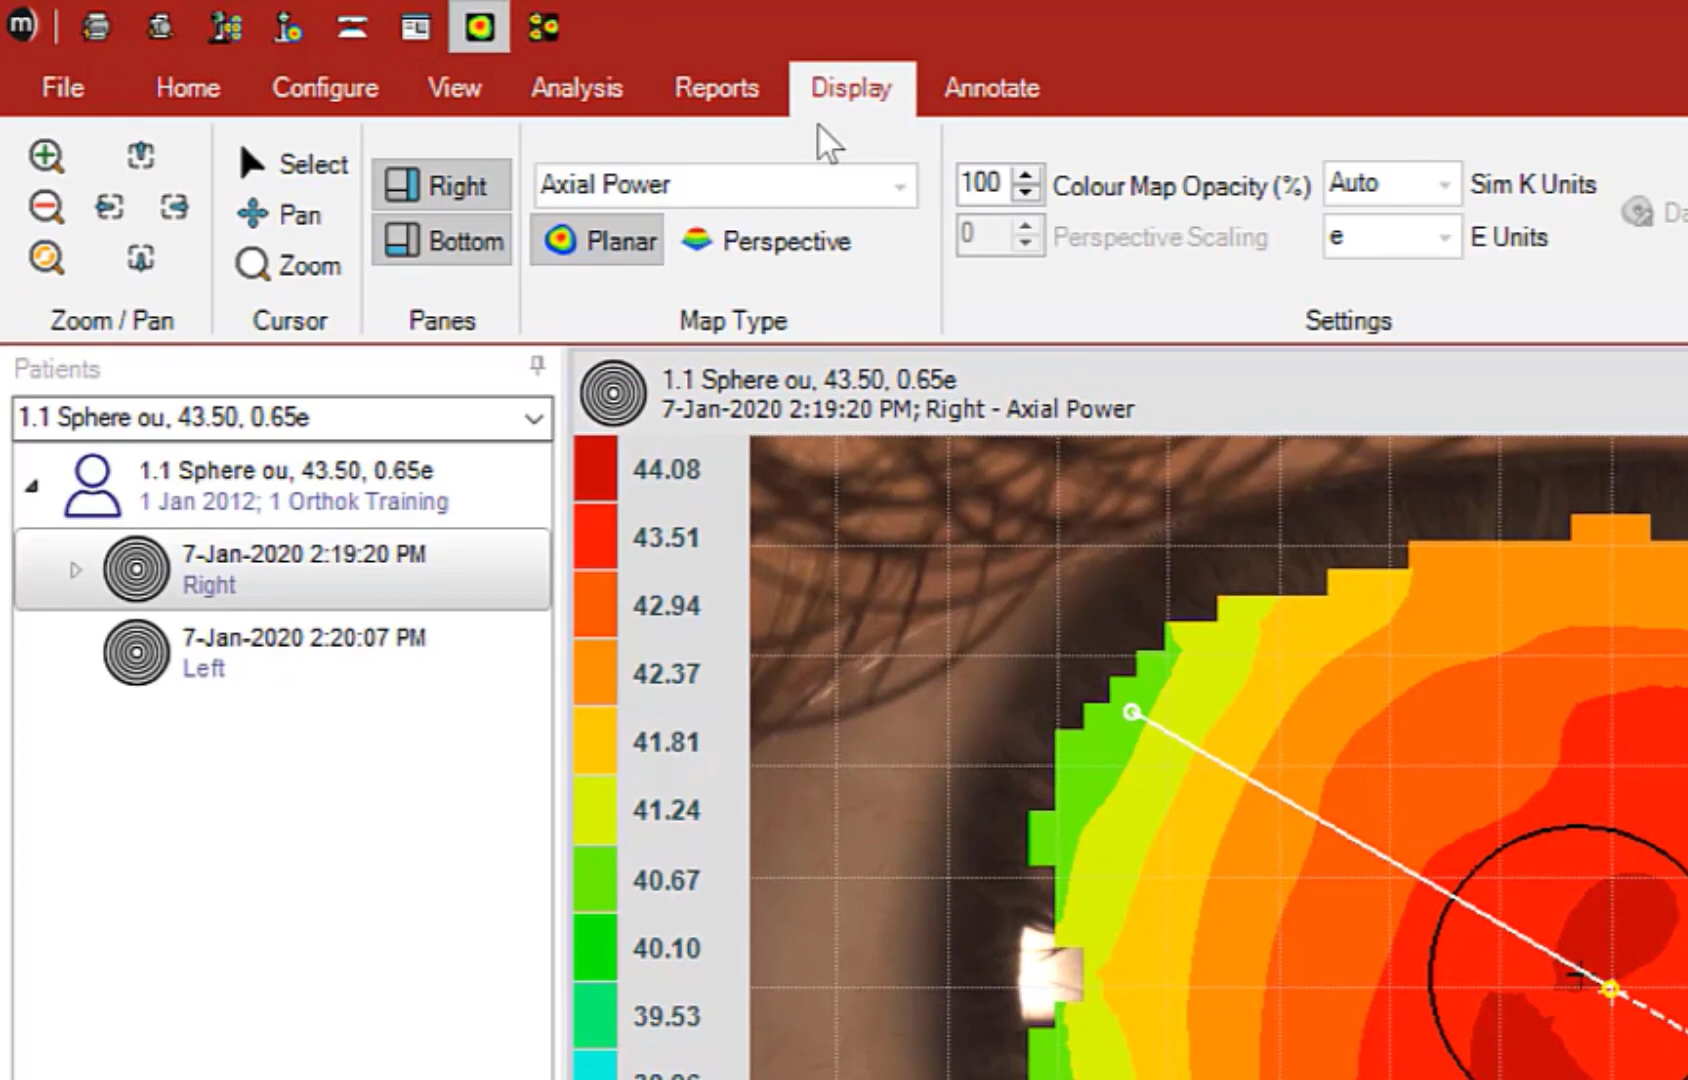 m
File Home Configure View Analysis Reports Display Annotate
Select
Pan
Zoom
Right
Bottom
Axial Power
Planar Perspective
100 Colour Map Opacity (%)
0 Perspective Scaling
Auto Sim K Units
e E Units
Zoom / Pan Cursor Panes Map Type Settings
Patients
1.1 Sphere ou, 43.50, 0.65e
1.1 Sphere ou, 43.50, 0.65e
1 Jan 2012; 1 Orthok Training
7-Jan-2020 2:19:20 PM
Right
7-Jan-2020 2:20:07 PM
Left
1.1 Sphere ou, 43.50, 0.65e
7-Jan-2020 2:19:20 PM; Right - Axial Power
44.08
43.51
42.94
42.37
41.81
41.24
40.67
40.10
39.53